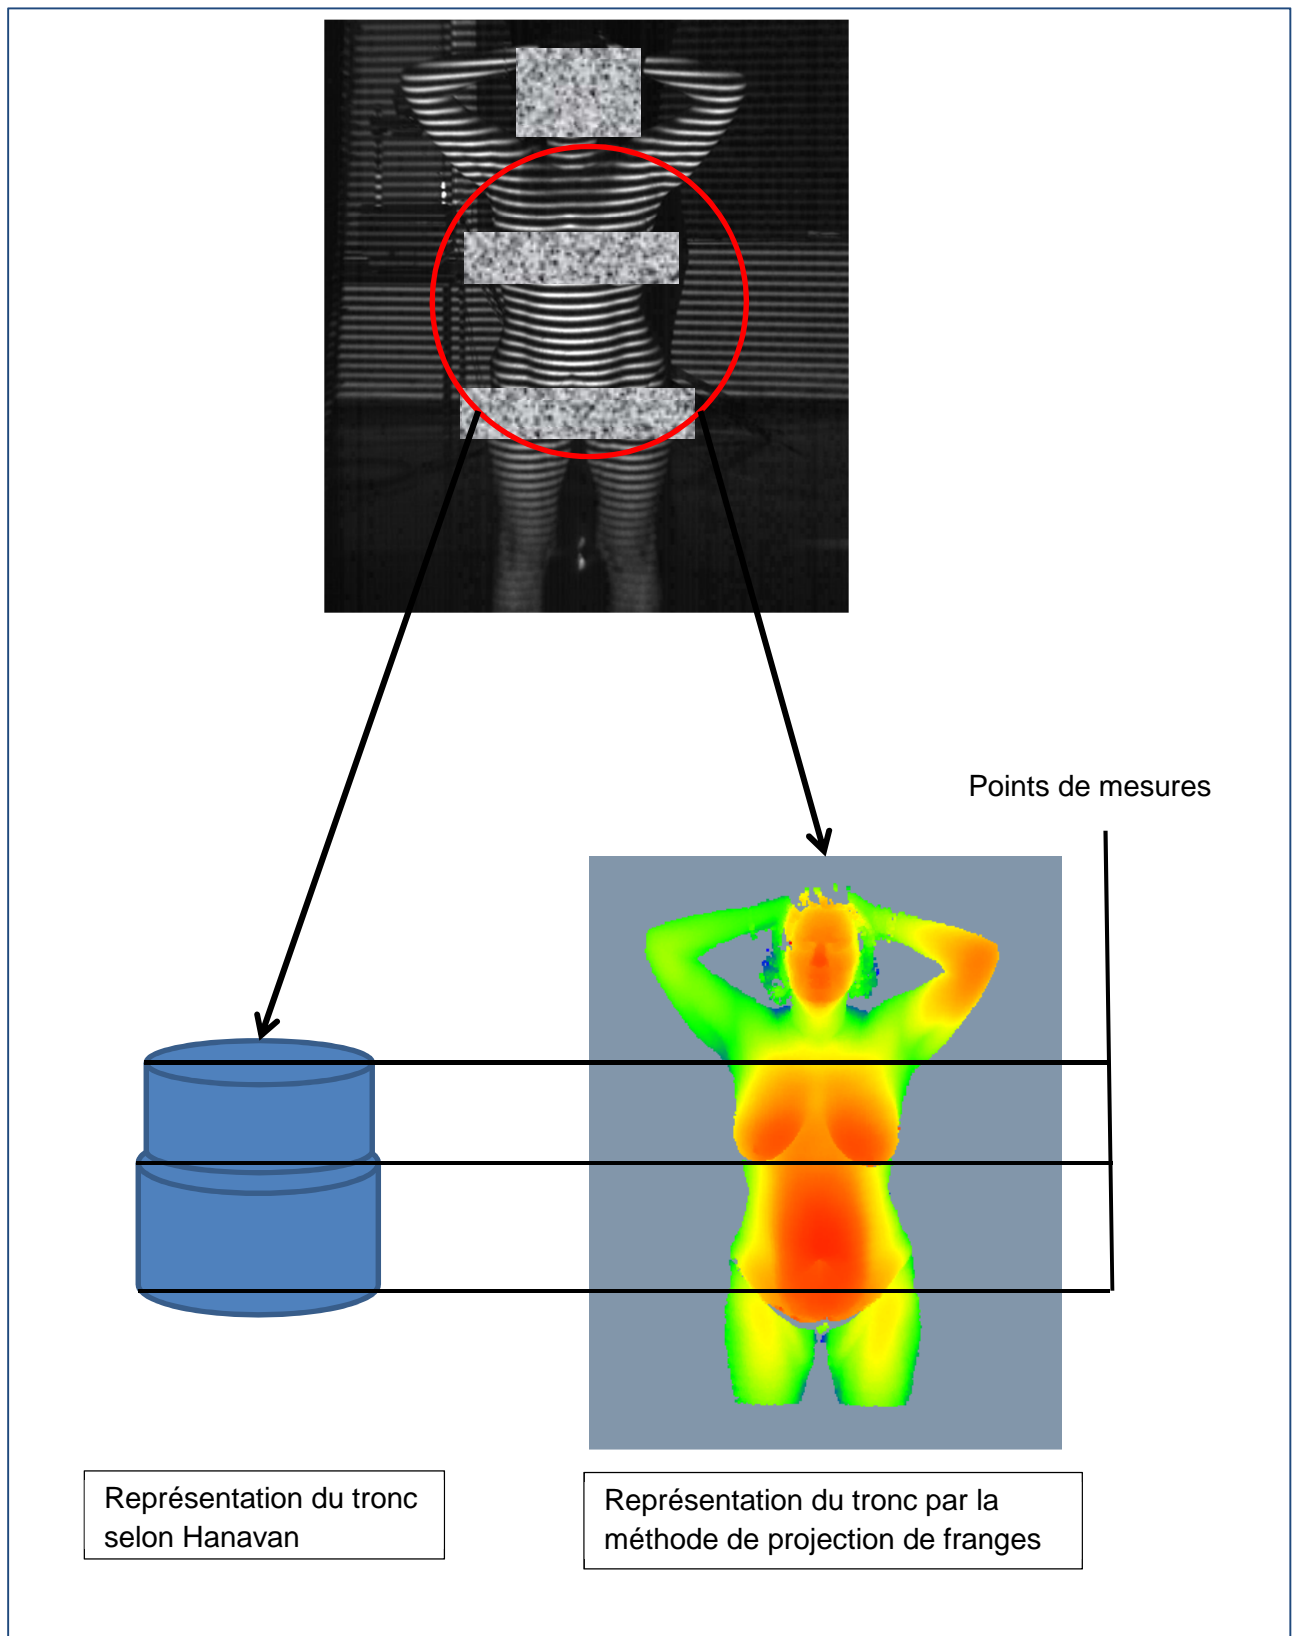 Points de mesures
Représentation du tronc
selon Hanavan
Représentation du tronc par la
méthode de projection de franges